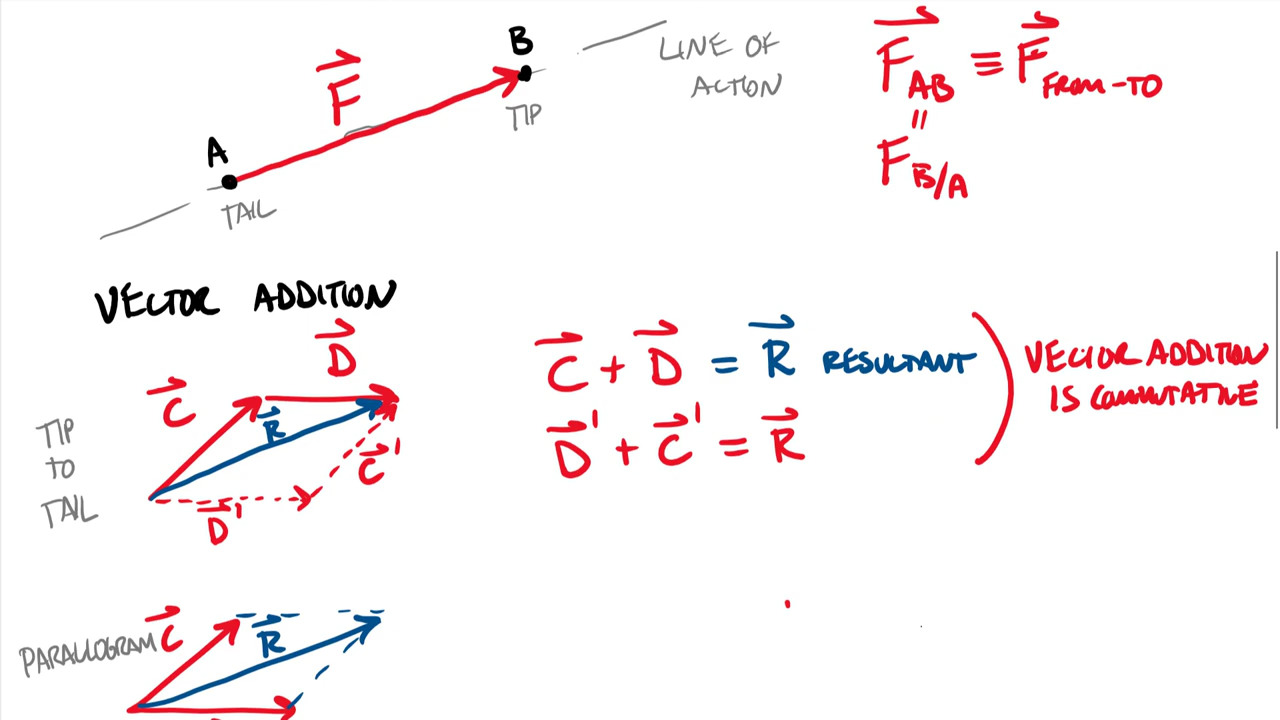 B
LINE OF
ACTION
F
TIP
A
TAIL
F_AB ≡ F_FROM-TO
=
F_B/A
VECTOR ADDITION
D
C
R
TIP
TO
TAIL
C'
D'
C + D = R RESULTANT
D' + C' = R
VECTOR ADDITION
IS COMMUTATIVE
C
R
PARALLOGRAM